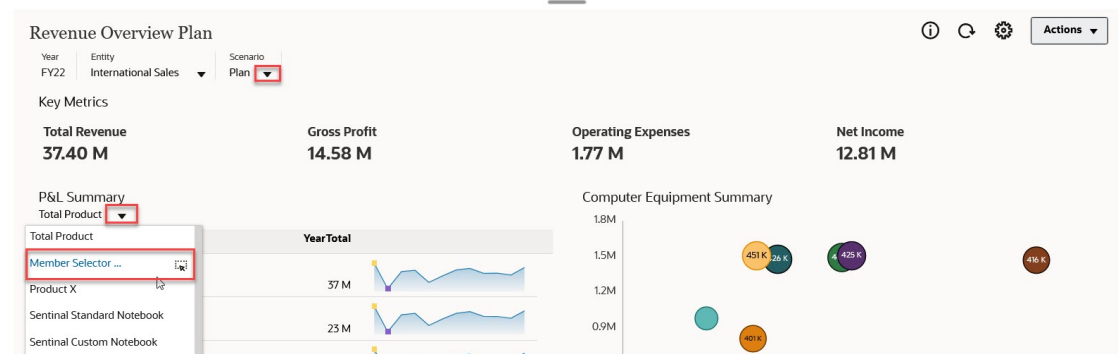 Revenue Overview Plan
Actions
Year Entity Scenario
FY22 International Sales Plan
Key Metrics
Total Revenue Gross Profit Operating Expenses Net Income
37.40 M 14.58 M 1.77 M 12.81 M
P&L Summary
Total Product
Total Product
Member Selector ...
Product X
Sentinal Standard Notebook
Sentinal Custom Notebook
YearTotal
37 M
23 M
Computer Equipment Summary
1.8M
1.5M
1.2M
0.9M
451 K
26 K
4
425 K
416 K
401 K